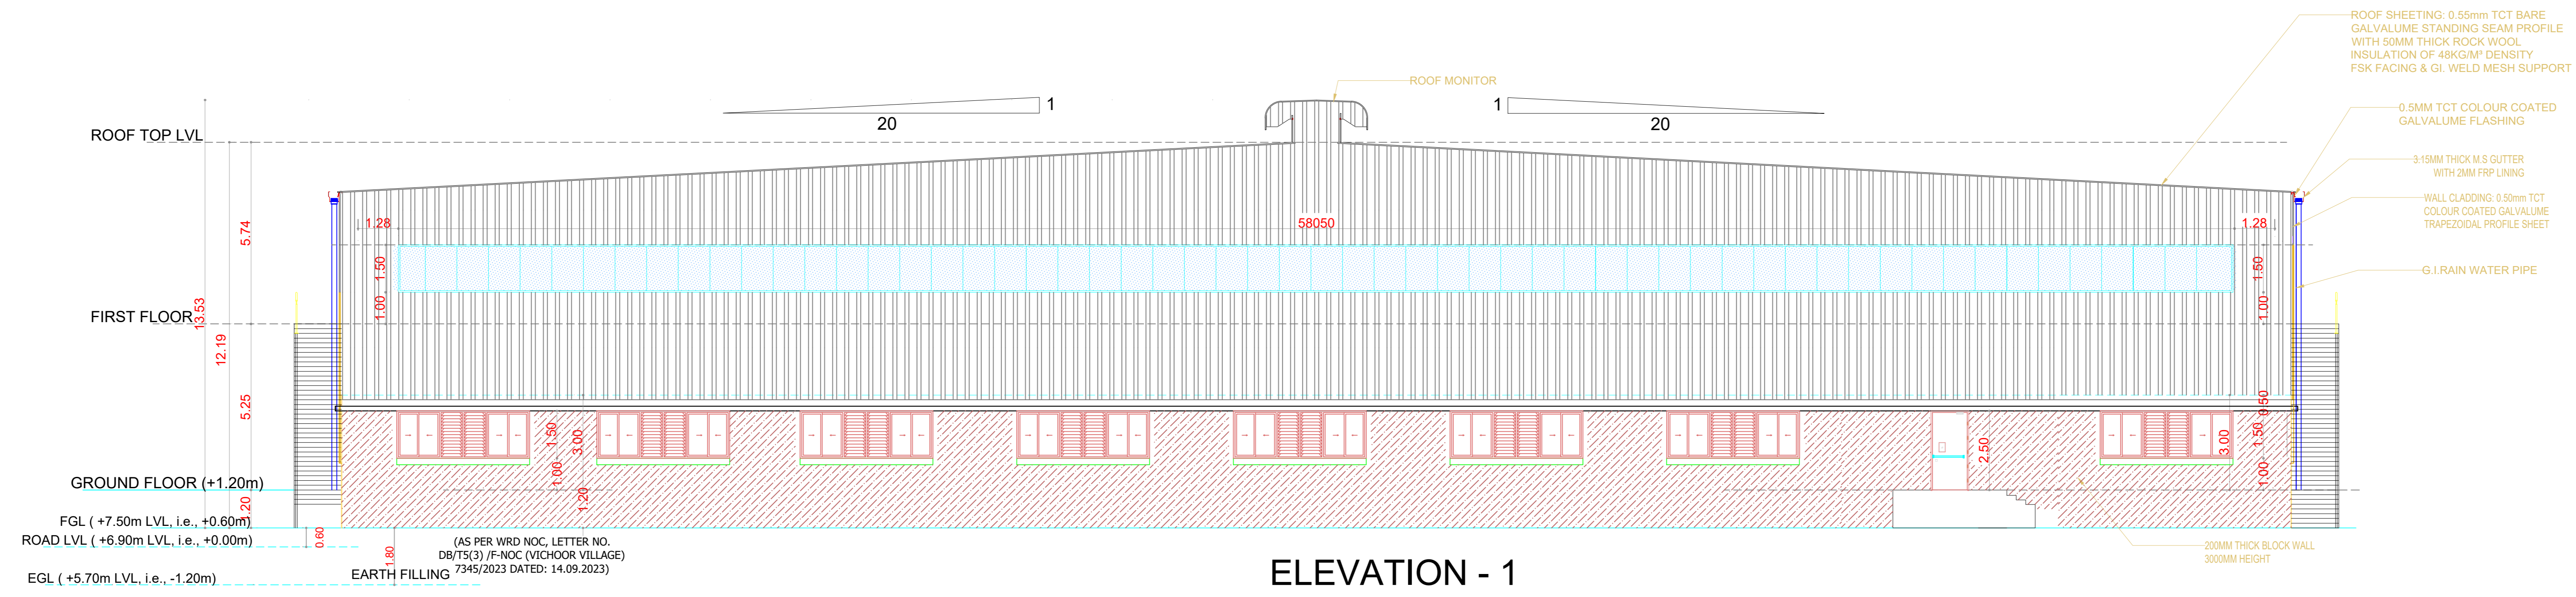 ROOF SHEETING: 0.55mm TCT BARE
GALVALUME STANDING SEAM PROFILE
WITH 50MM THICK ROCK WOOL
INSULATION OF 48KG/M³ DENSITY
FSK FACING & GI. WELD MESH SUPPORT
ROOF MONITOR
1
20
1
20
0.5MM TCT COLOUR COATED
GALVALUME FLASHING
ROOF TOP LVL
3.15MM THICK M.S GUTTER
WITH 2MM FRP LINING
WALL CLADDING: 0.50mm TCT
COLOUR COATED GALVALUME
TRAPEZOIDAL PROFILE SHEET
1.28
58050
1.28
5.74
1.50
1.00
1.50
1.00
G.I.RAIN WATER PIPE
FIRST FLOOR
13.53
12.19
5.25
0.50
1.50
3.00
1.00
1.20
2.50
3.00
1.50
1.00
GROUND FLOOR (+1.20m)
1.20
FGL ( +7.50m LVL, i.e., +0.60m)
ROAD LVL ( +6.90m LVL, i.e., +0.00m)
0.60
1.80
(AS PER WRD NOC, LETTER NO.
DB/T5(3) /F-NOC (VICHOOR VILLAGE)
7345/2023 DATED: 14.09.2023)
EARTH FILLING
EGL ( +5.70m LVL, i.e., -1.20m)
200MM THICK BLOCK WALL
3000MM HEIGHT
ELEVATION - 1